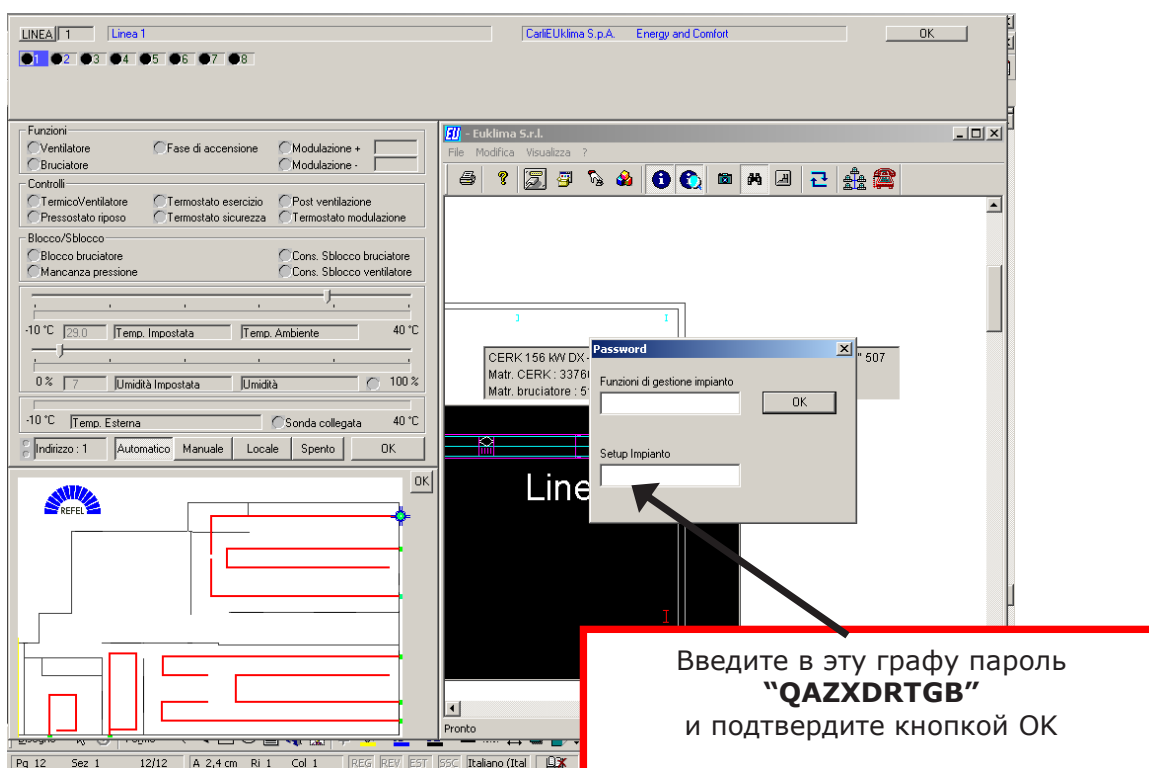 LINEA 1 Linea 1 CarliEUklima S.p.A. Energy and Comfort OK
1 2 3 4 5 6 7 8
Funzioni
Ventilatore Fase di accensione Modulazione +
Bruciatore Modulazione -
Controlli
TermicoVentilatore Termostato esercizio Post ventilazione
Pressostato riposo Termostato sicurezza Termostato modulazione
Blocco/Sblocco
Blocco bruciatore Cons. Sblocco bruciatore
Mancanza pressione Cons. Sblocco ventilatore
-10 °C 29.0 Temp. Impostata Temp. Ambiente 40 °C
0 % 7 Umidità Impostata Umidità 100 %
-10 °C Temp. Esterna Sonda collegata 40 °C
Indirizzo : 1 Automatico Manuale Locale Spento OK
OK
REFEL
EU - Euklima S.r.l.
File Modifica Visualizza ?
CERK 156 kW DX - " 507
Matr. CERK : 3376
Matr. bruciatore : 5
Line
I
Pronto
Password
Funzioni di gestione impianto
OK
Setup Impianto
Введите в эту графу пароль
“QAZXDRTGB”
и подтвердите кнопкой OK
Pg 12 Sez 1 12/12 A 2,4 cm Ri 1 Col 1 REG REV EST SSC Italiano (Ital